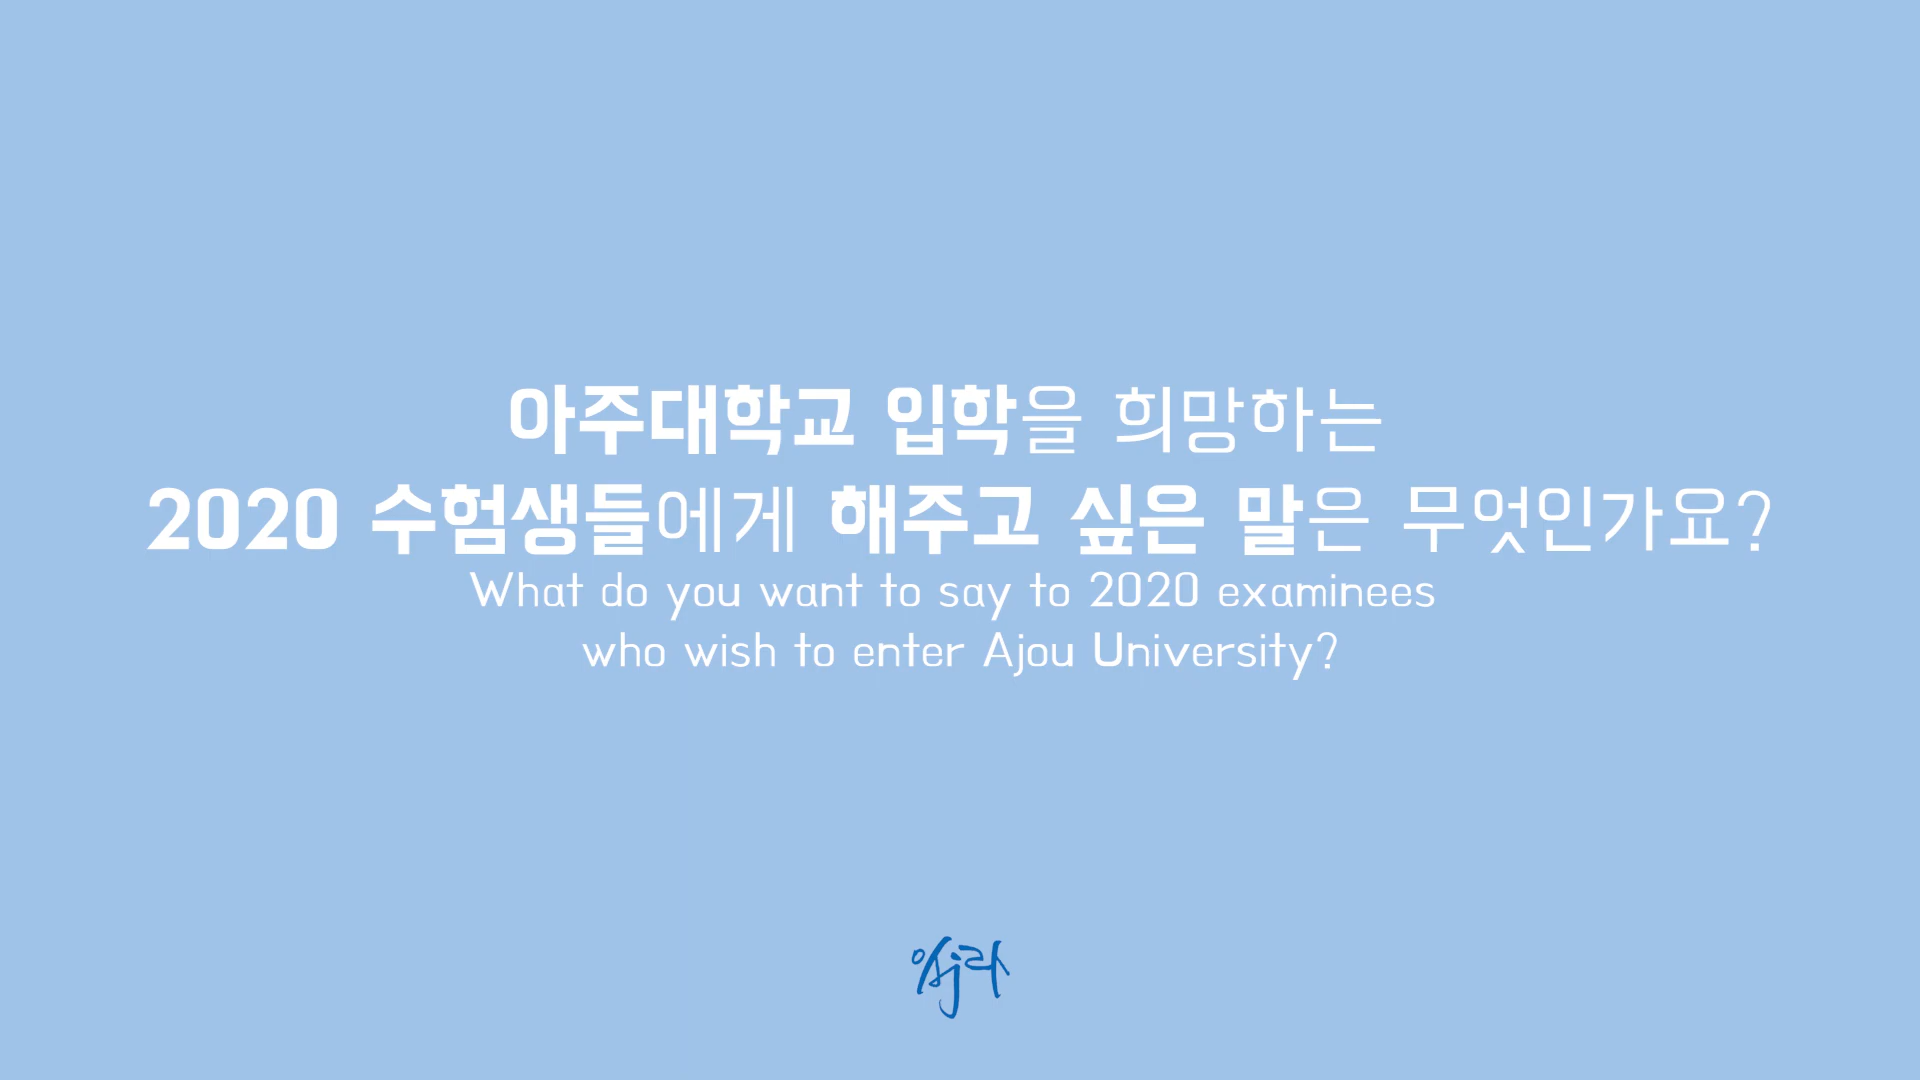 아주대학교 입학을 희망하는
2020 수험생들에게 해주고 싶은 말은 무엇인가요?
What do you want to say to 2020 examinees
who wish to enter Ajou University?